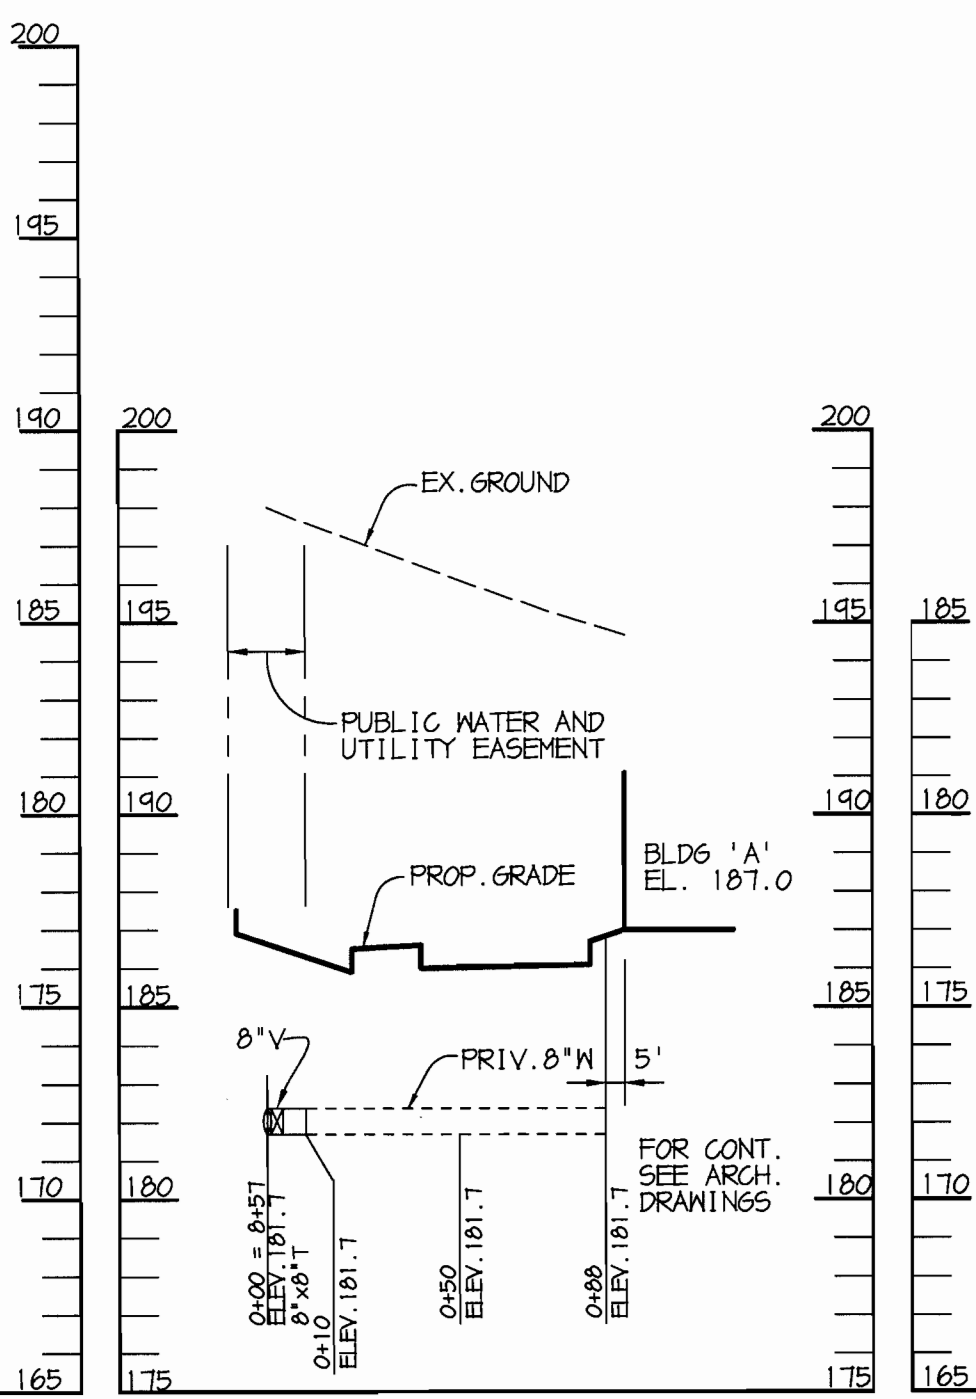 200
195
190
200
200
EX. GROUND
185
195
195
185
PUBLIC WATER AND
UTILITY EASEMENT
180
190
190
180
BLDG 'A'
EL. 187.0
PROP. GRADE
175
185
185
175
8"V
PRIV. 8"W
5'
FOR CONT.
SEE ARCH.
DRAWINGS
170
180
180
170
0+00 = 8+57
ELEV. 181.7
8"x8"T
0+10
ELEV. 181.7
0+50
ELEV. 181.7
0+88
ELEV. 181.7
165
175
175
165